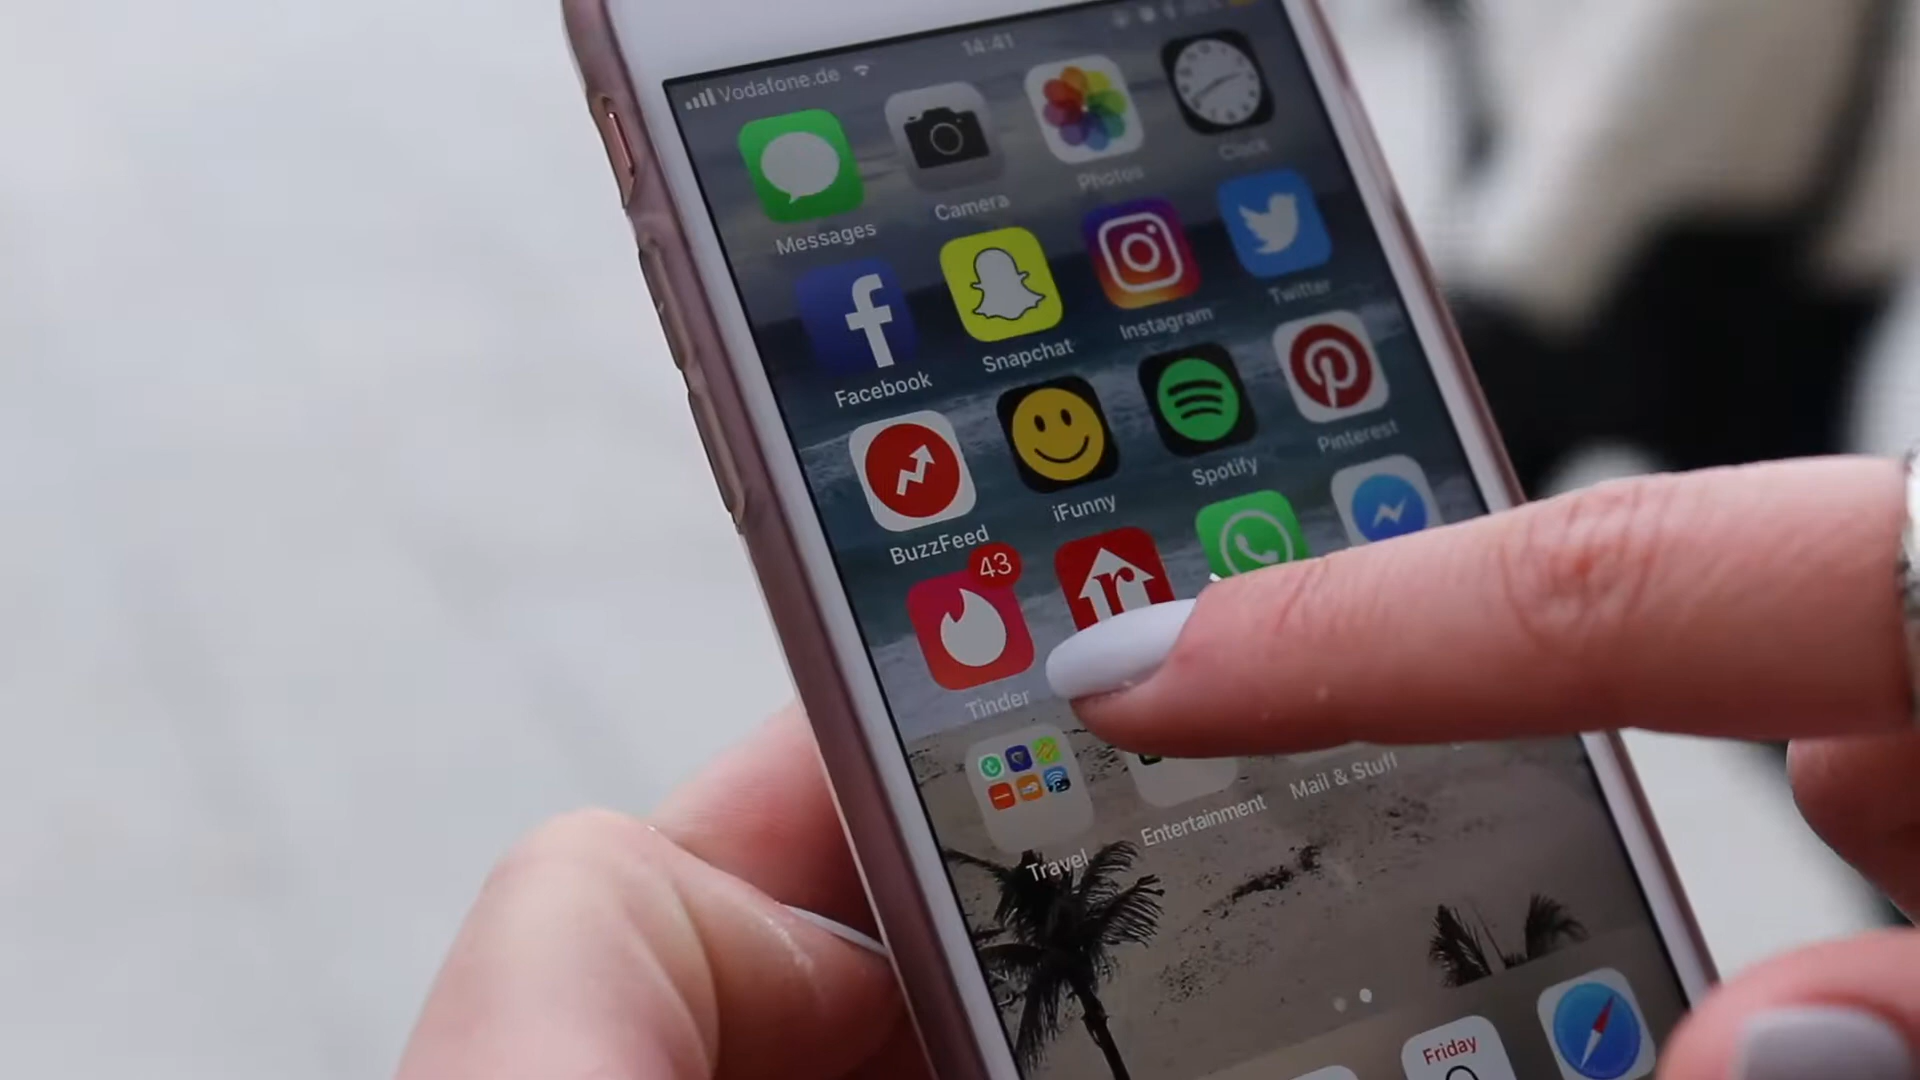 Vodafone.de
14:41
Messages
Camera
Photos
Clock
Facebook
Snapchat
Instagram
Twitter
BuzzFeed
iFunny
Spotify
Pinterest
43
Tinder
r
Travel
Entertainment
Mail & Stuff
Friday